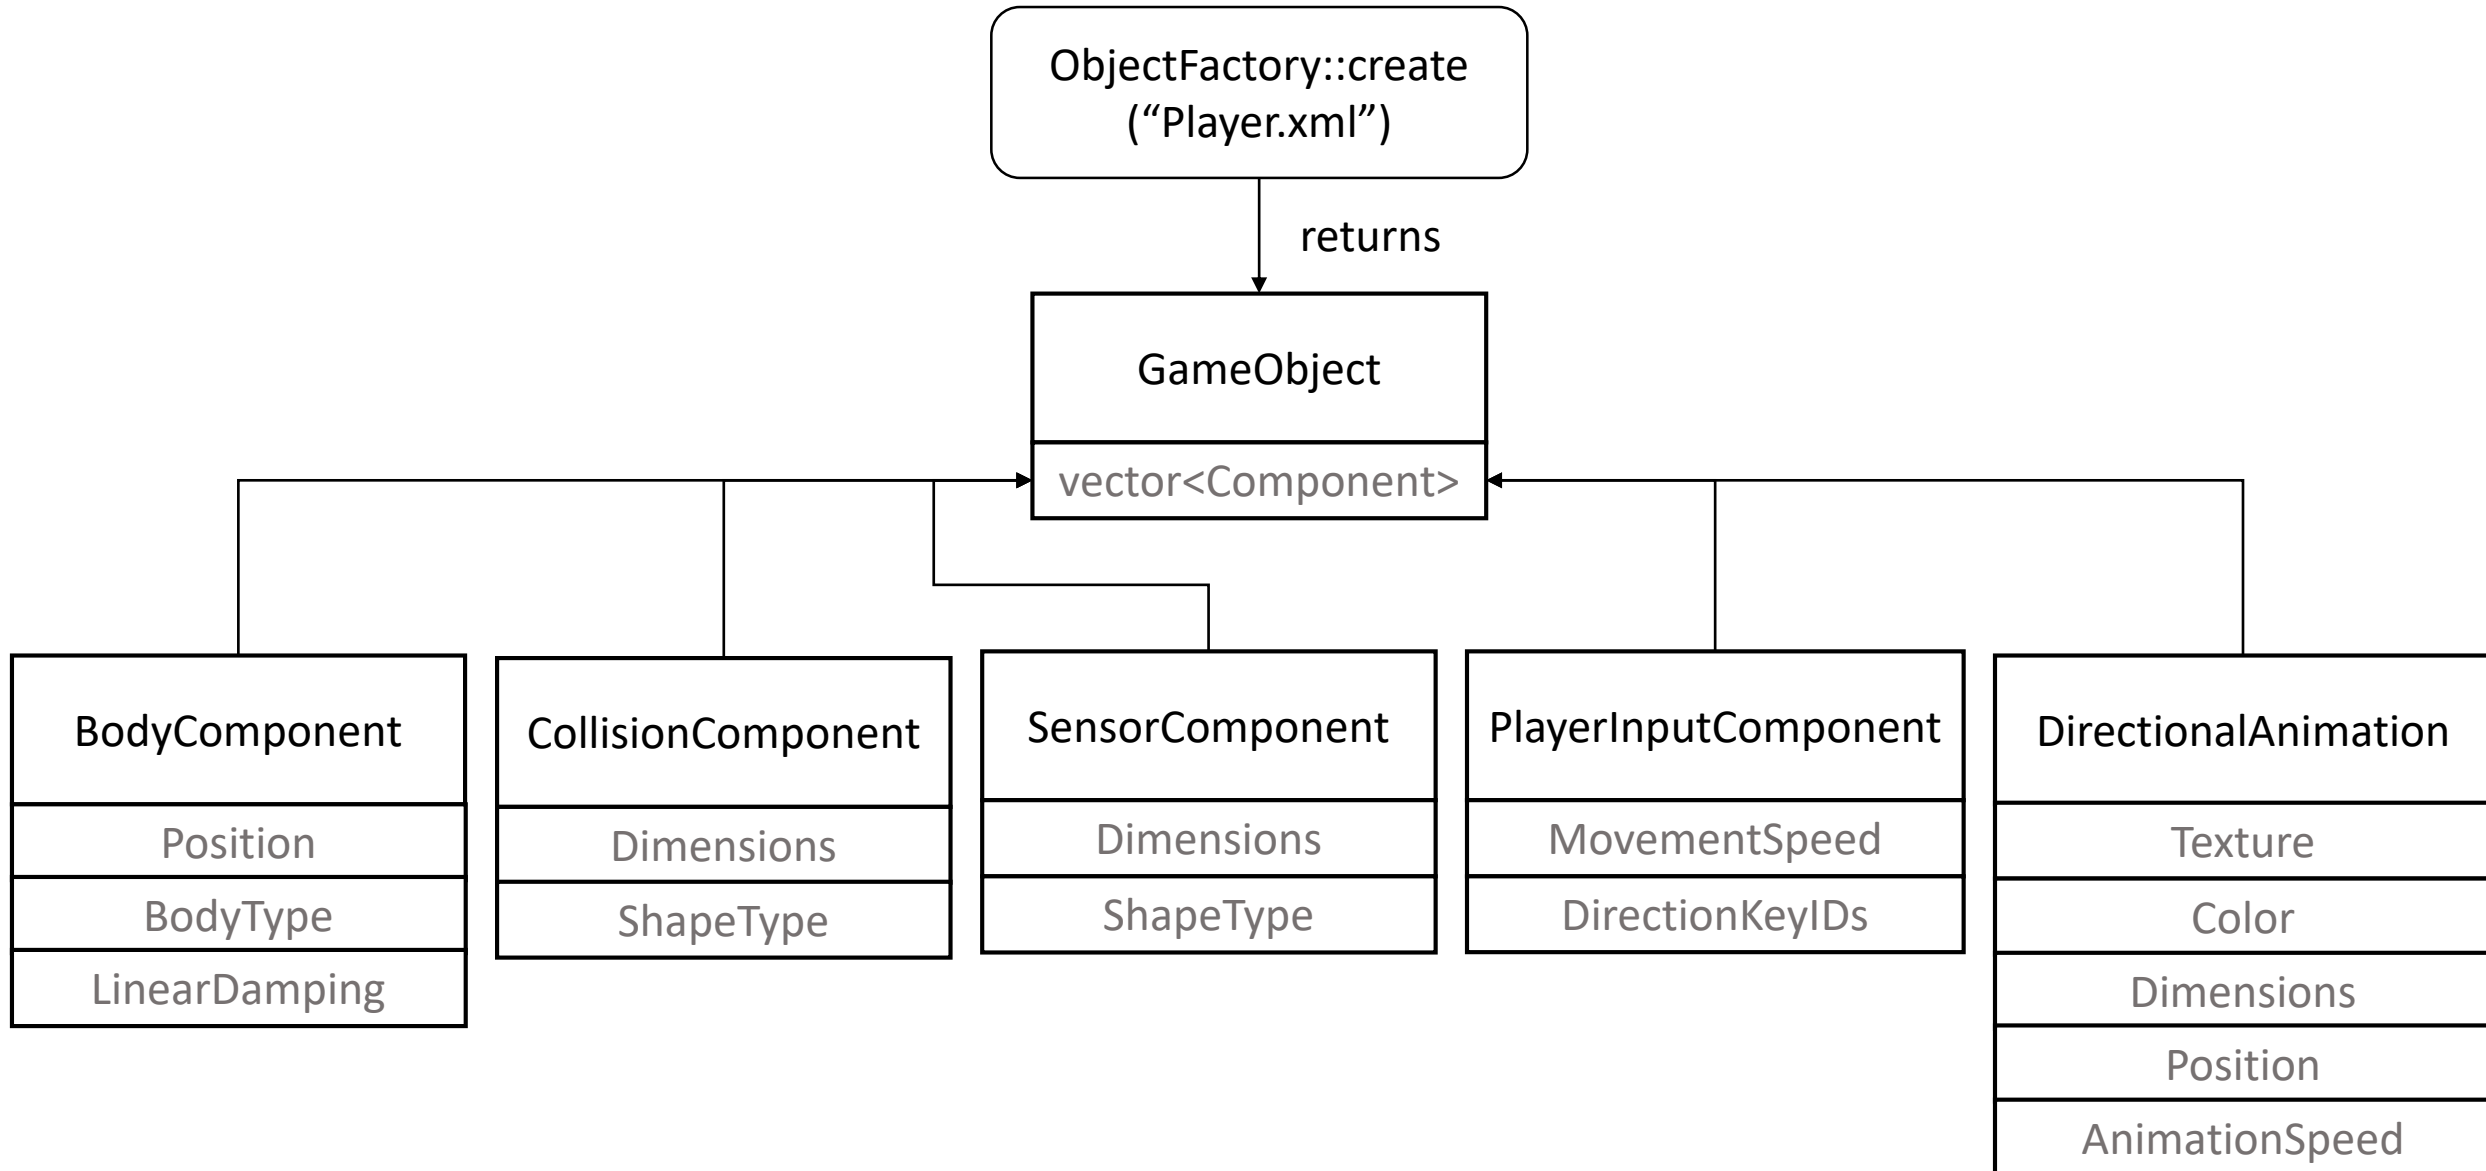 ObjectFactory::create
(“Player.xml”)
returns
GameObject
vector<Component>
BodyComponent
Position
BodyType
LinearDamping
CollisionComponent
Dimensions
ShapeType
SensorComponent
Dimensions
ShapeType
PlayerInputComponent
MovementSpeed
DirectionKeyIDs
DirectionalAnimation
Texture
Color
Dimensions
Position
AnimationSpeed